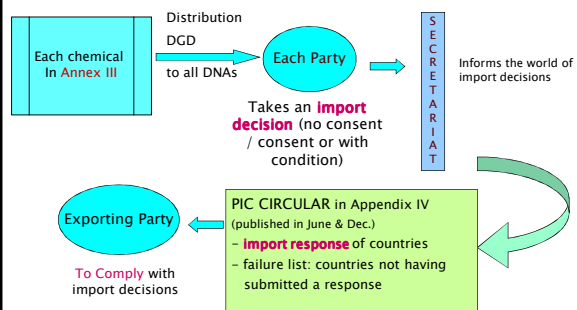 Each chemical
In Annex III
Distribution
DGD
to all DNAs
Each Party
Takes an import
decision (no consent
/ consent or with
condition)
SECRETARIAT
Informs the world of
import decisions
PIC CIRCULAR in Appendix IV
(published in June & Dec.)
- import response of countries
- failure list: countries not having
submitted a response
Exporting Party
To Comply with
import decisions